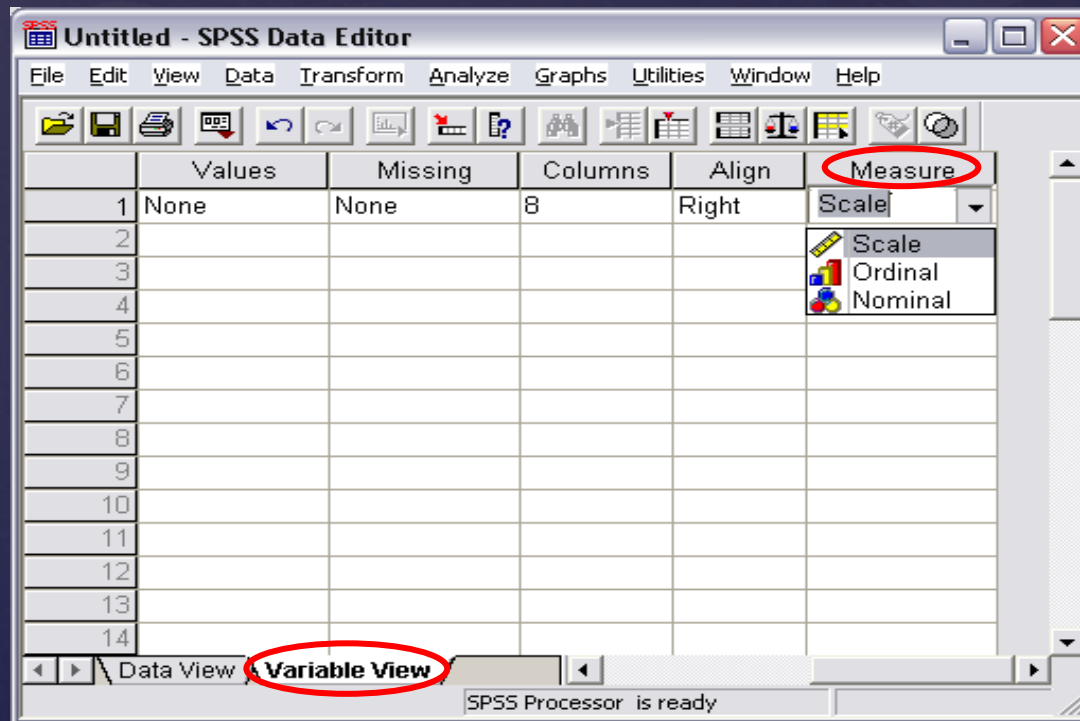 SPSS
Untitled - SPSS Data Editor
File Edit View Data Transform Analyze Graphs Utilities Window Help
Values Missing Columns Align Measure
1 None None 8 Right Scale
2 Scale
3 Ordinal
4 Nominal
5
6
7
8
9
10
11
12
13
14
Data View Variable View
SPSS Processor is ready